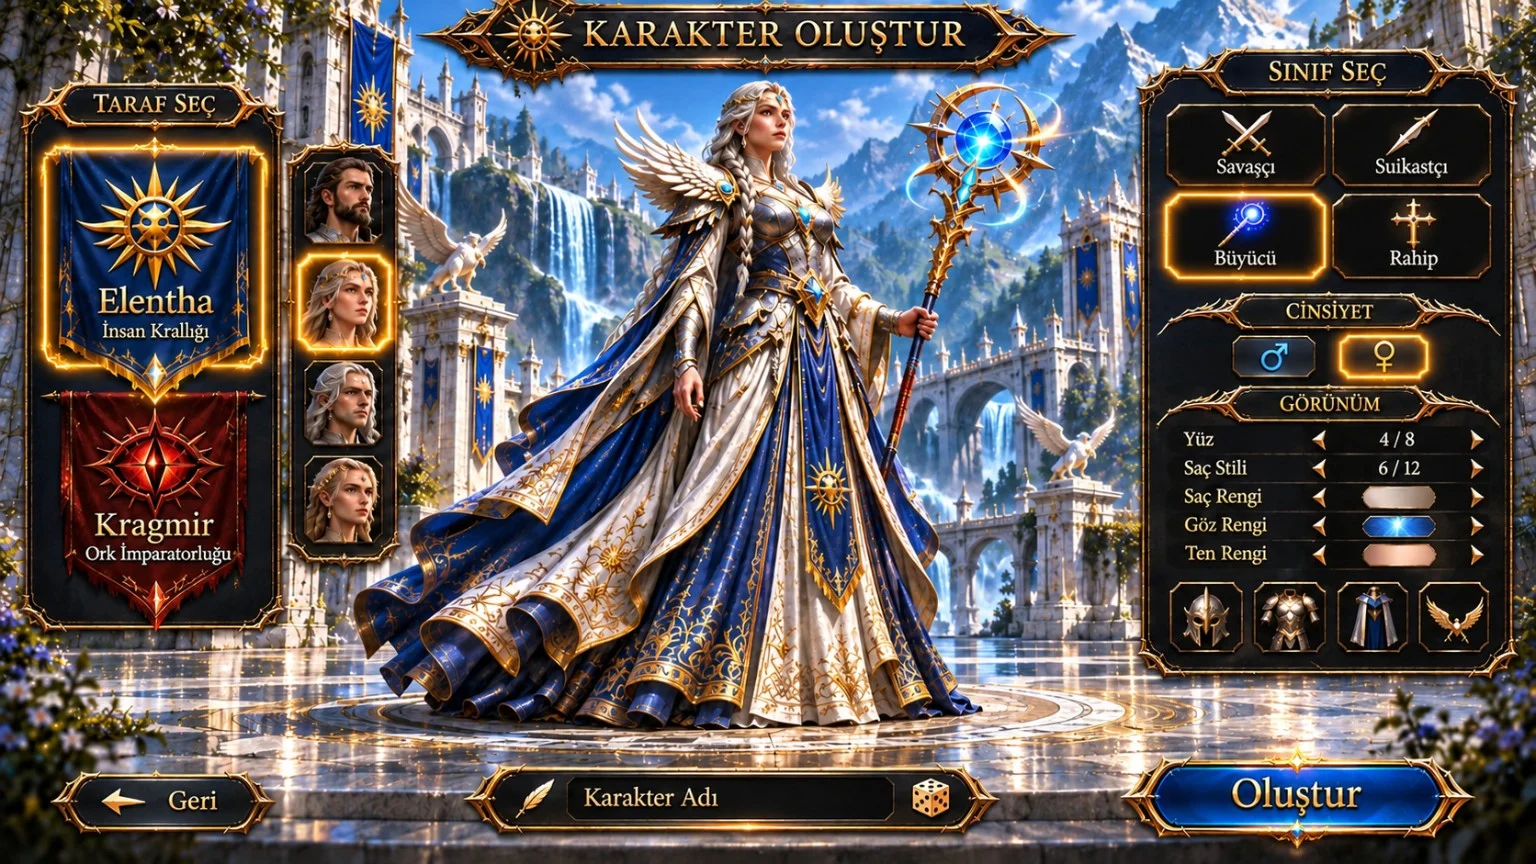 KARAKTER OLUŞTUR
TARAF SEÇ
Elentha
İnsan Krallığı
Kragmir
Ork İmparatorluğu
SINIF SEÇ
Savaşçı
Suikastçı
Büyücü
Rahip
CİNSİYET
GÖRÜNÜM
Yüz 4 / 8
Saç Stili 6 / 12
Saç Rengi
Göz Rengi
Ten Rengi
Geri
Karakter Adı
Oluştur